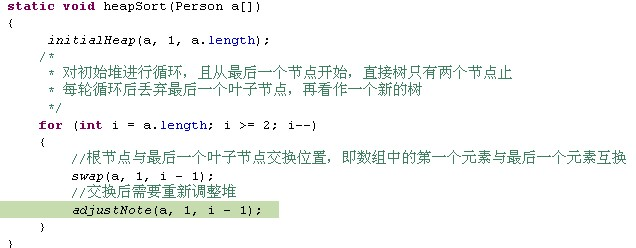 static void heapSort(Person a[])
{
initialHeap(a, 1, a.length);
/*
* 对初始堆进行循环，且从最后一个节点开始，直接树只有两个节点止
* 每轮循环后丢弃最后一个叶子节点，再看作一个新的树
*/
for (int i = a.length; i >= 2; i--)
{
//根节点与最后一个叶子节点交换位置，即数组中的第一个元素与最后一个元素互换
swap(a, 1, i - 1);
//交换后需要重新调整堆
adjustNote(a, 1, i - 1);
}
}